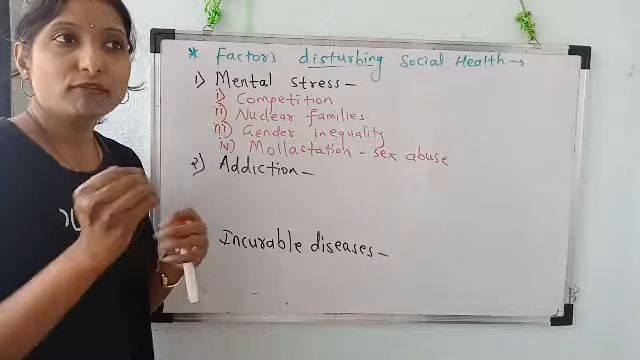 * Factors disturbing Social Health →
1) Mental stress –
i) Competition
ii) Nuclear families
iii) Gender inequality
iv) Mollastation – sex abuse
2) Addiction –
Incurable diseases –